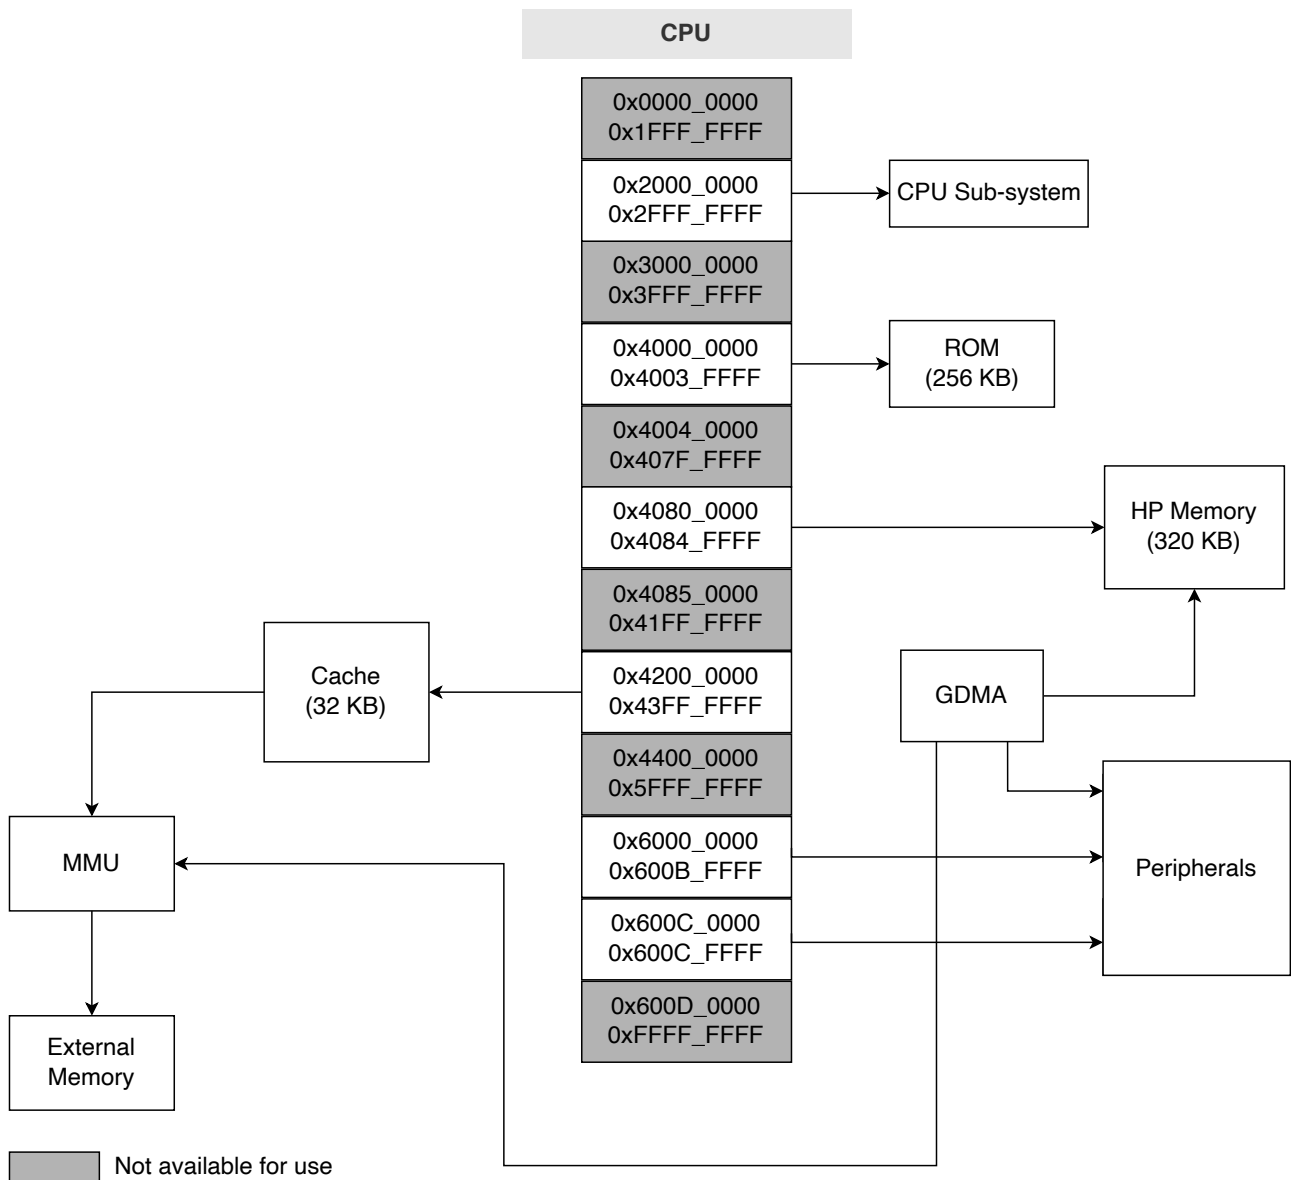 CPU
0x0000_0000
0x1FFF_FFFF
0x2000_0000
0x2FFF_FFFF
CPU Sub-system
0x3000_0000
0x3FFF_FFFF
0x4000_0000
0x4003_FFFF
ROM
(256 KB)
0x4004_0000
0x407F_FFFF
0x4080_0000
0x4084_FFFF
HP Memory
(320 KB)
0x4085_0000
0x41FF_FFFF
Cache
(32 KB)
0x4200_0000
0x43FF_FFFF
GDMA
0x4400_0000
0x5FFF_FFFF
MMU
0x6000_0000
0x600B_FFFF
Peripherals
0x600C_0000
0x600C_FFFF
0x600D_0000
0xFFFF_FFFF
External
Memory
Not available for use